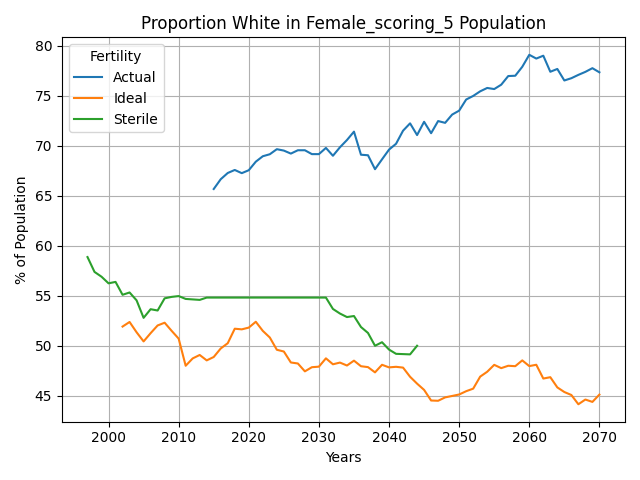 Proportion White in Female_scoring_5 Population
Fertility
Actual
Ideal
Sterile
% of Population
80
75
70
65
60
55
50
45
2000
2010
2020
2030
2040
2050
2060
2070
Years